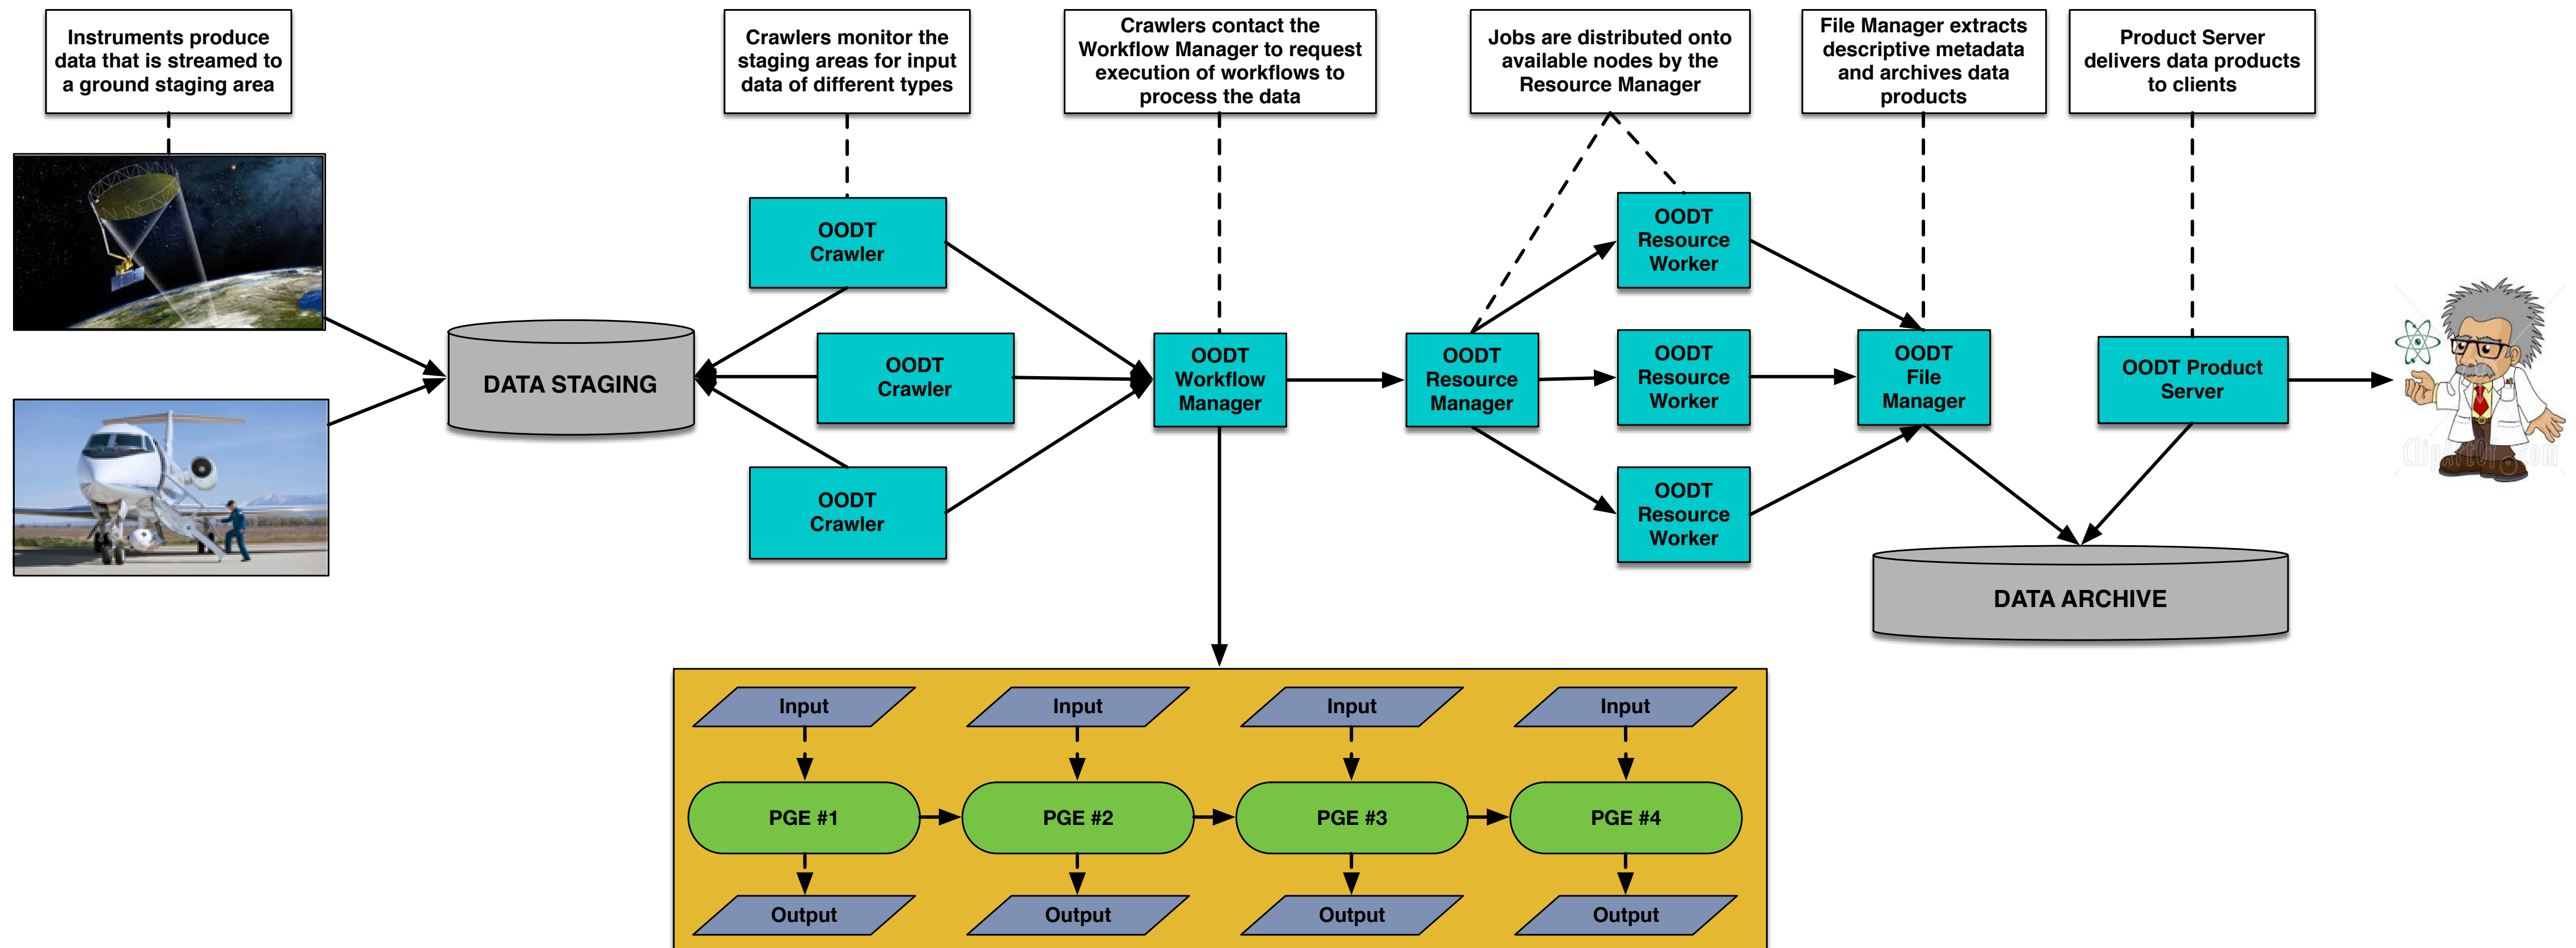 Instruments produce
data that is streamed to
a ground staging area
Crawlers monitor the
staging areas for input
data of different types
Crawlers contact the
Workflow Manager to request
execution of workflows to
process the data
Jobs are distributed onto
available nodes by the
Resource Manager
File Manager extracts
descriptive metadata
and archives data
products
Product Server
delivers data products
to clients
OODT
Crawler
OODT
Crawler
OODT
Crawler
DATA STAGING
OODT
Workflow
Manager
OODT
Resource
Manager
OODT
Resource
Worker
OODT
Resource
Worker
OODT
Resource
Worker
OODT
File
Manager
OODT Product
Server
DATA ARCHIVE
Input
Input
Input
Input
PGE #1
PGE #2
PGE #3
PGE #4
Output
Output
Output
Output